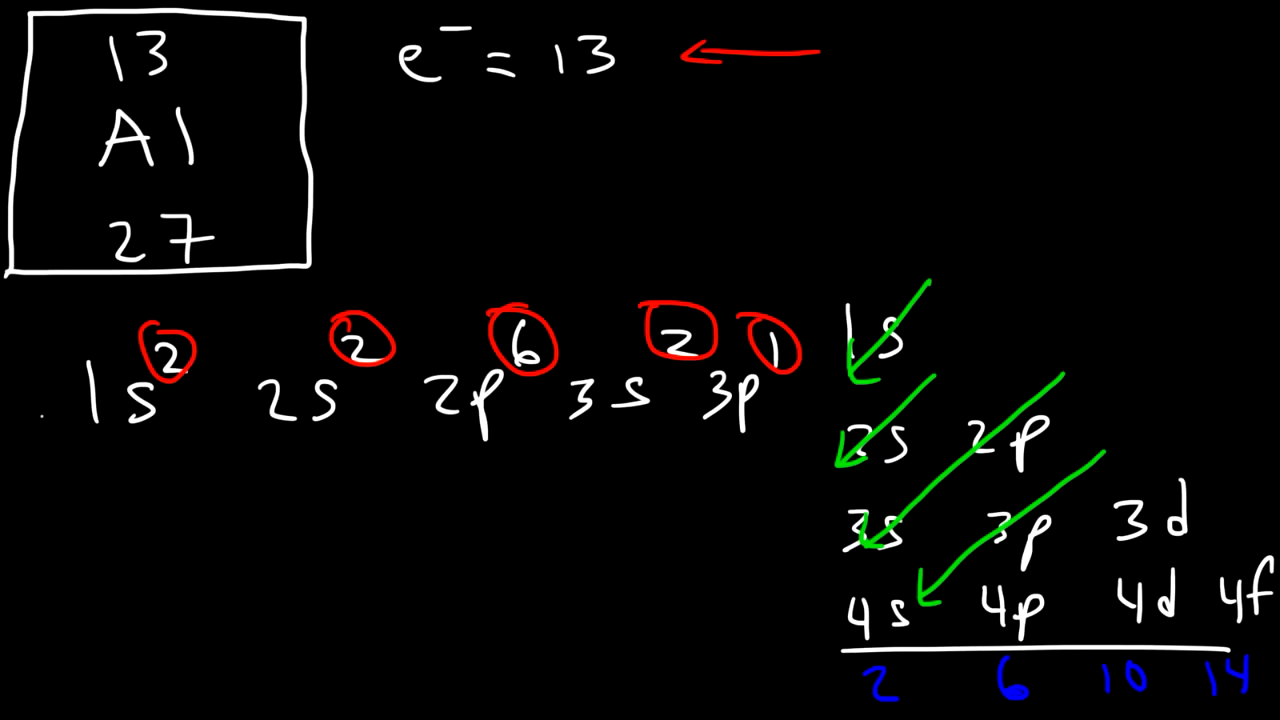 13
Al
27
e⁻ = 13
1s² 2s² 2p⁶ 3s² 3p¹
1s
2s 2p
3s 3p 3d
4s 4p 4d 4f
2 6 10 14